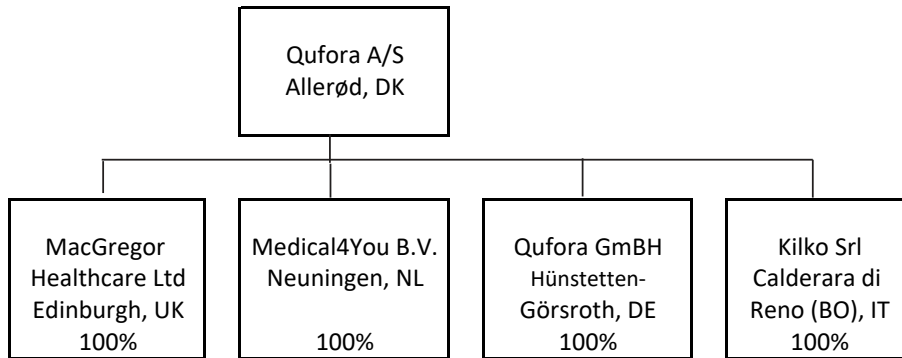 Qufora A/S
Allerød, DK
MacGregor
Healthcare Ltd
Edinburgh, UK
100%
Medical4You B.V.
Neuningen, NL
100%
Qufora GmBH
Hünstetten-
Görsroth, DE
100%
Kilko Srl
Calderara di
Reno (BO), IT
100%